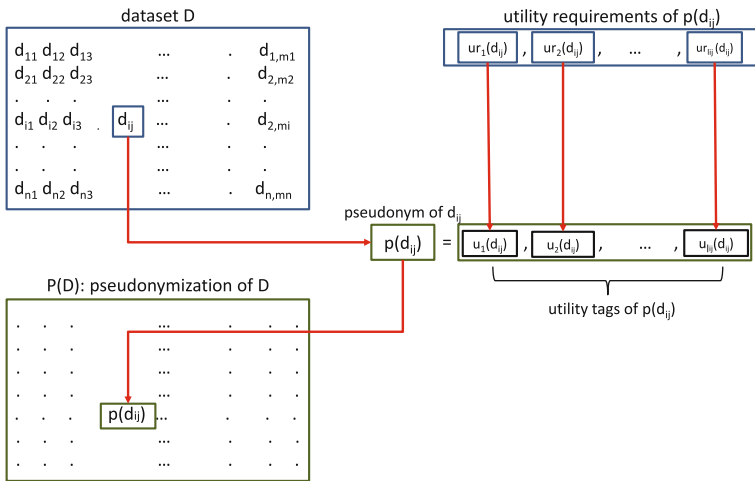 dataset D
d11 d12 d13 ... . d1,m1
d21 d22 d23 ... . d2,m2
. . . ... . .
di1 di2 di3 . dij ... . d2,mi
. . . ... . .
. . . ... . .
dn1 dn2 dn3 ... . dn,mn
utility requirements of p(dij)
ur1(dij) , ur2(dij) , ... , urlij(dij)
pseudonym of dij
p(dij) = u1(dij) , u2(dij) , ... , ulij(dij)
utility tags of p(dij)
P(D): pseudonymization of D
. . . ... . . .
. . . ... . . .
. . . ... . . .
. . . ... . . .
. . p(dij) ... . . .
. . . ... . . .
. . . ... . . .